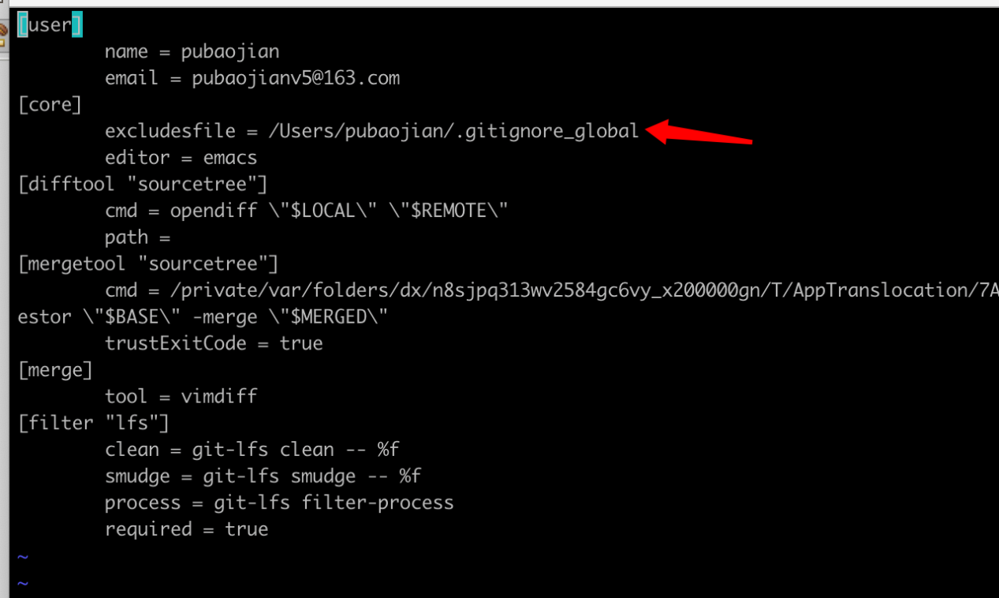 [user]
name = pubaojian
email = pubaojianv5@163.com
[core]
excludesfile = /Users/pubaojian/.gitignore_global
editor = emacs
[difftool "sourcetree"]
cmd = opendiff \"$LOCAL\" \"$REMOTE\"
path =
[mergetool "sourcetree"]
cmd = /private/var/folders/dx/n8sjpq313wv2584gc6vy_x200000gn/T/AppTranslocation/7A
estor \"$BASE\" -merge \"$MERGED\"
trustExitCode = true
[merge]
tool = vimdiff
[filter "lfs"]
clean = git-lfs clean -- %f
smudge = git-lfs smudge -- %f
process = git-lfs filter-process
required = true
~
~